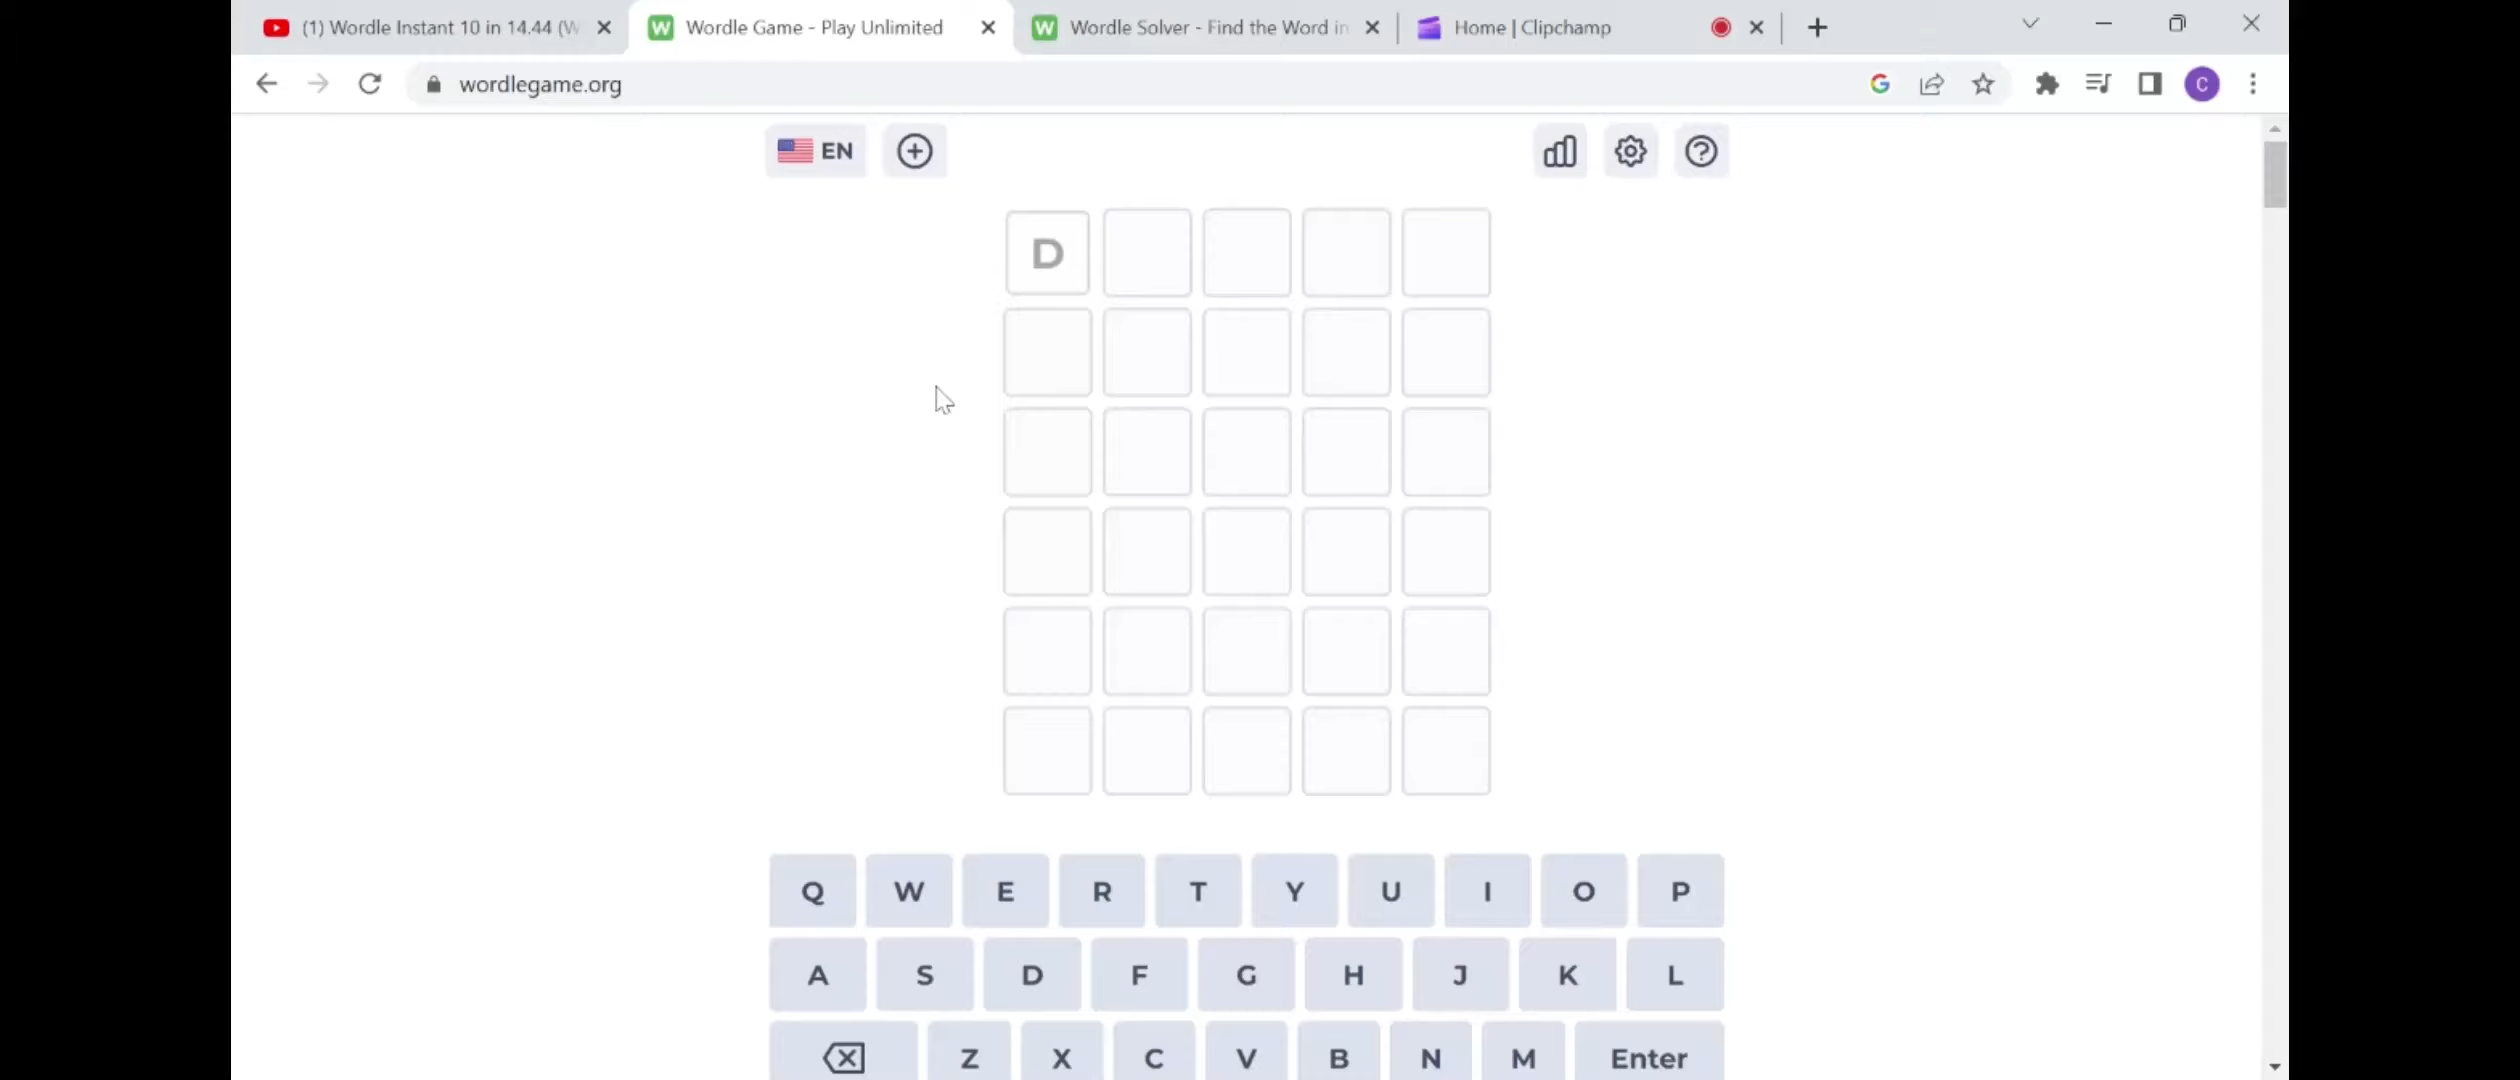 (1) Wordle Instant 10 in 14.44 (W
W Wordle Game - Play Unlimited
W Wordle Solver - Find the Word in
Home | Clipchamp
wordlegame.org
G
C
EN
D
Q W E R T Y U I O P
A S D F G H J K L
Z X C V B N M Enter